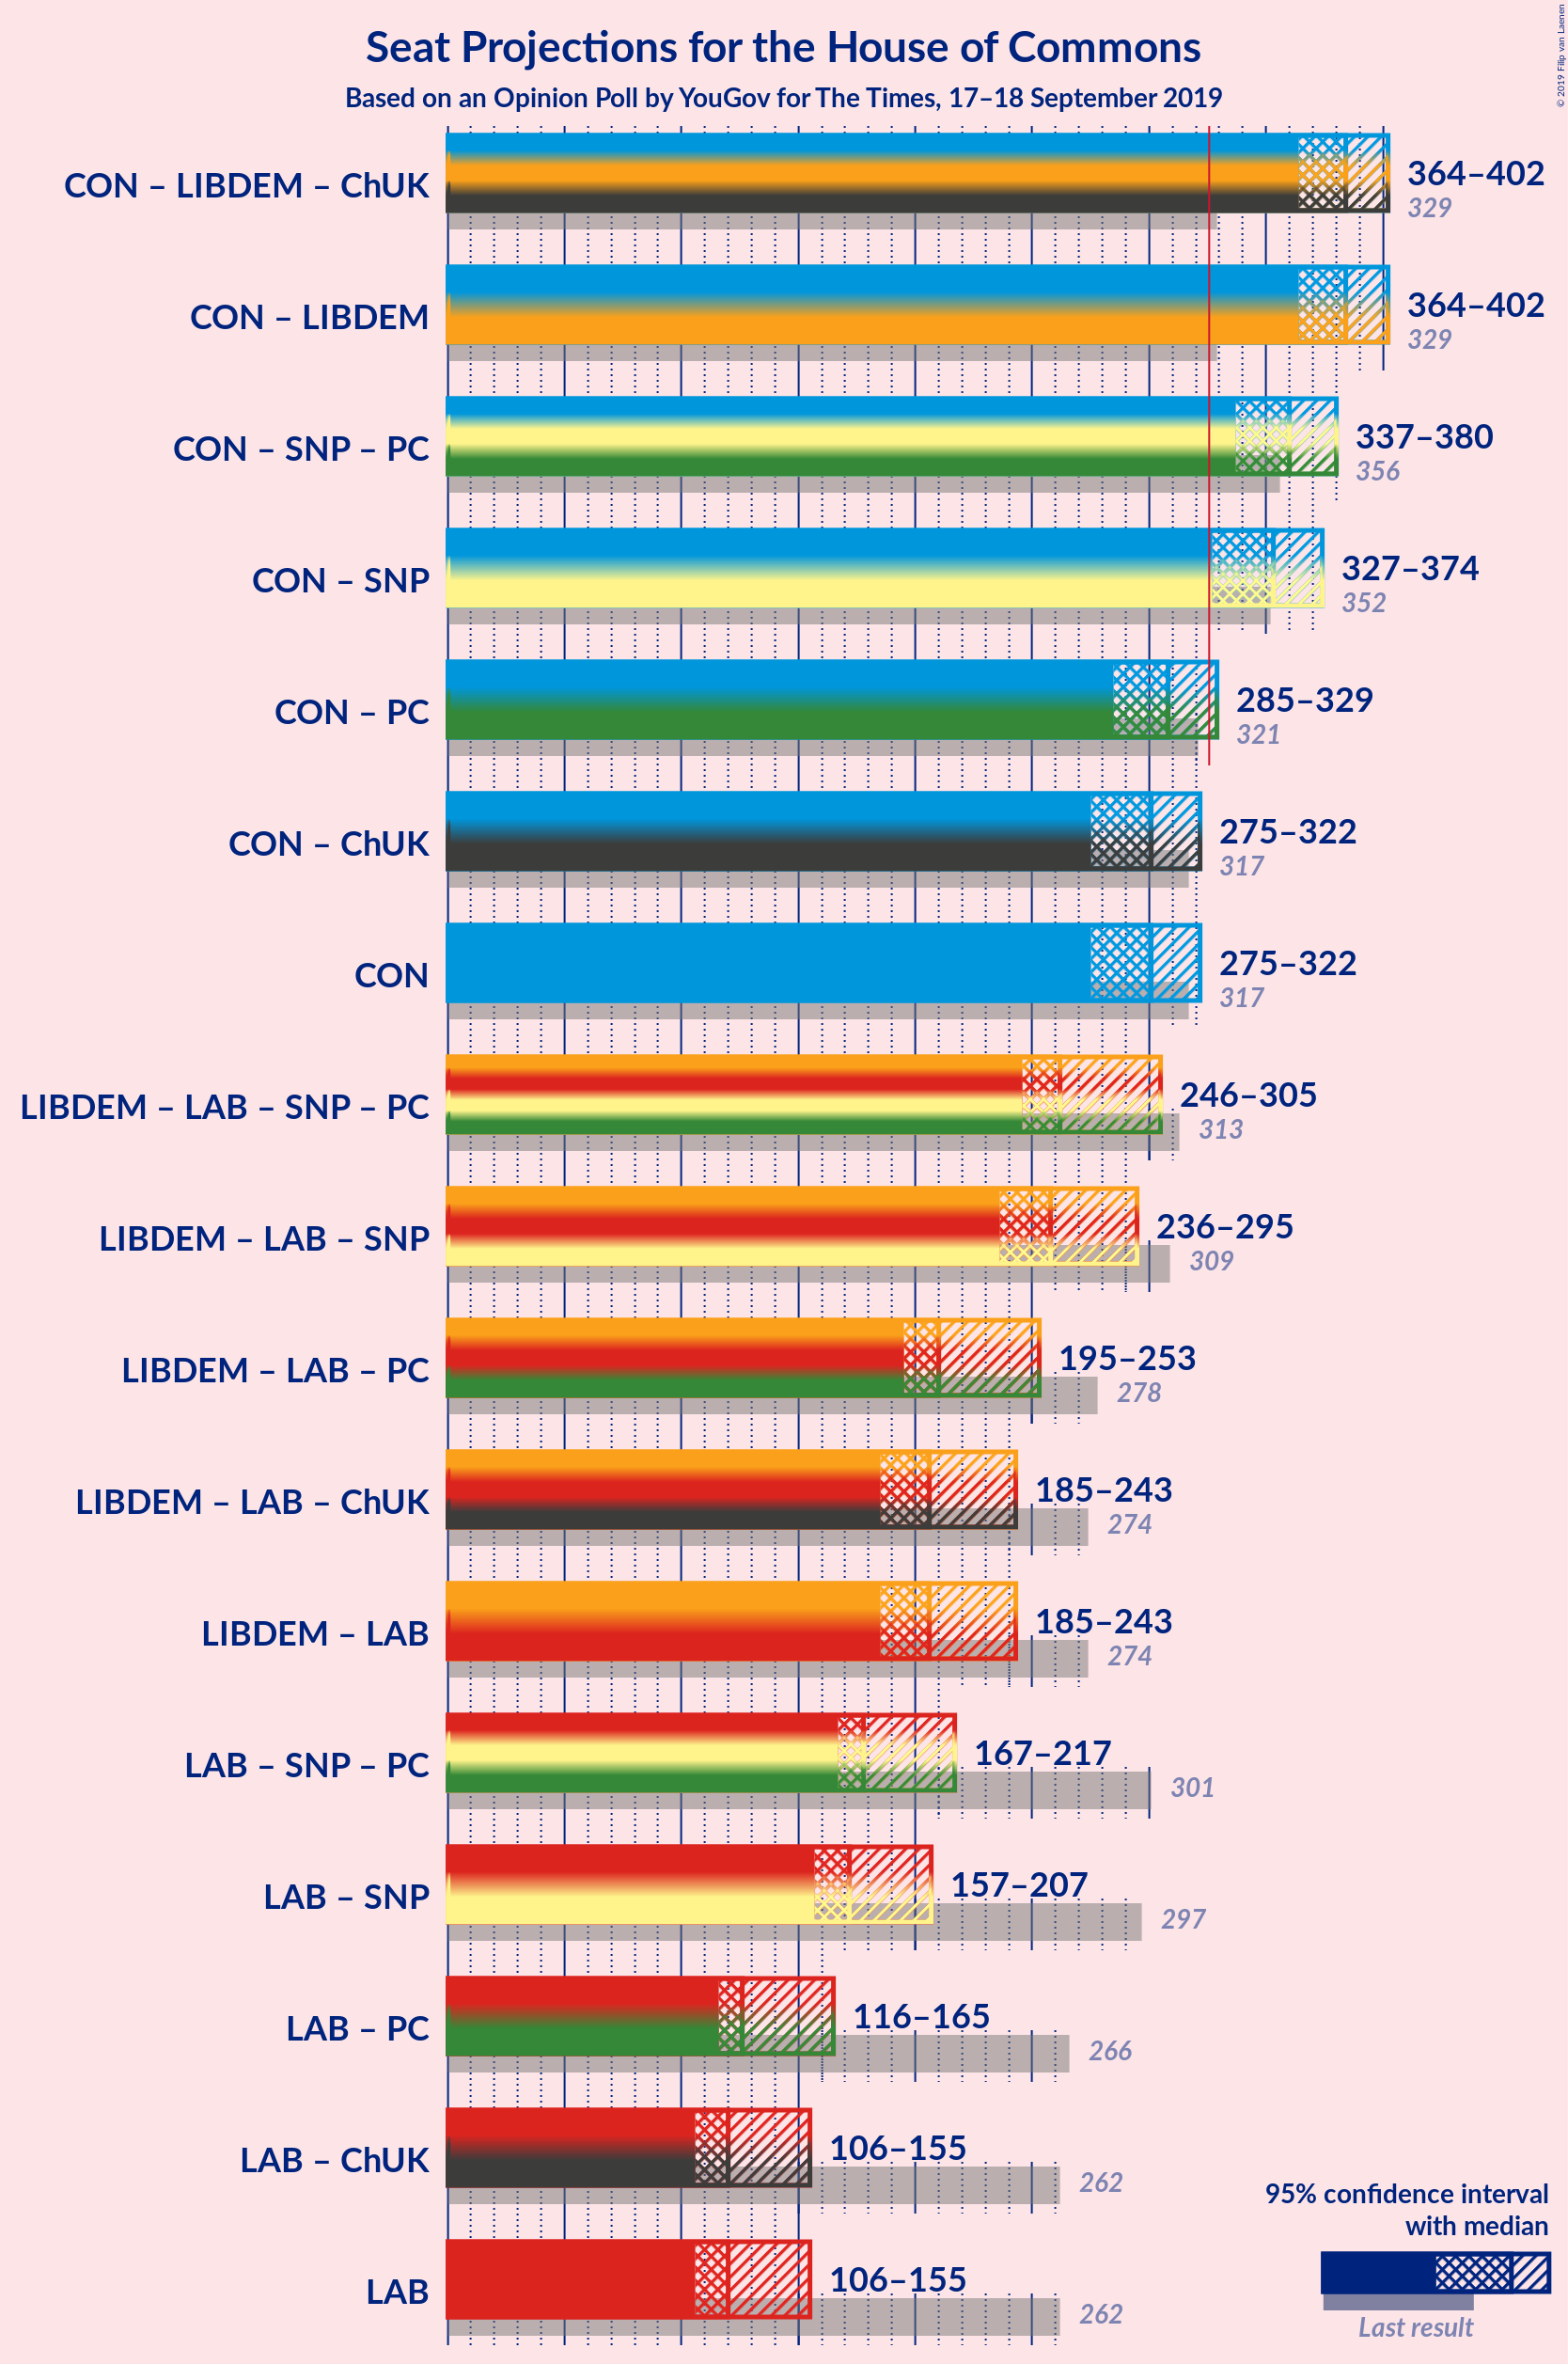 Seat Projections for the House of Commons
Based on an Opinion Poll by YouGov for The Times, 17–18 September 2019
© 2019 Filip van Laenen
CON – LIBDEM – ChUK
364–402
329
CON – LIBDEM
364–402
329
CON – SNP – PC
337–380
356
CON – SNP
327–374
352
CON – PC
285–329
321
CON – ChUK
275–322
317
CON
275–322
317
LIBDEM – LAB – SNP – PC
246–305
313
LIBDEM – LAB – SNP
236–295
309
LIBDEM – LAB – PC
195–253
278
LIBDEM – LAB – ChUK
185–243
274
LIBDEM – LAB
185–243
274
LAB – SNP – PC
167–217
301
LAB – SNP
157–207
297
LAB – PC
116–165
266
LAB – ChUK
106–155
262
LAB
106–155
262
95% confidence interval
with median
Last result